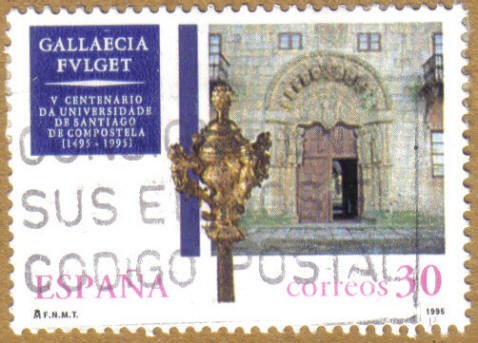 GALLAECIA
FVLGET
V CENTENARIO
DA UNIVERSIDADE
DE SANTIAGO
DE COMPOSTELA
[1495 - 1995]
SUS E
CODIGO POSTAL
ESPAÑA
correos 30
F.N.M.T.
1995